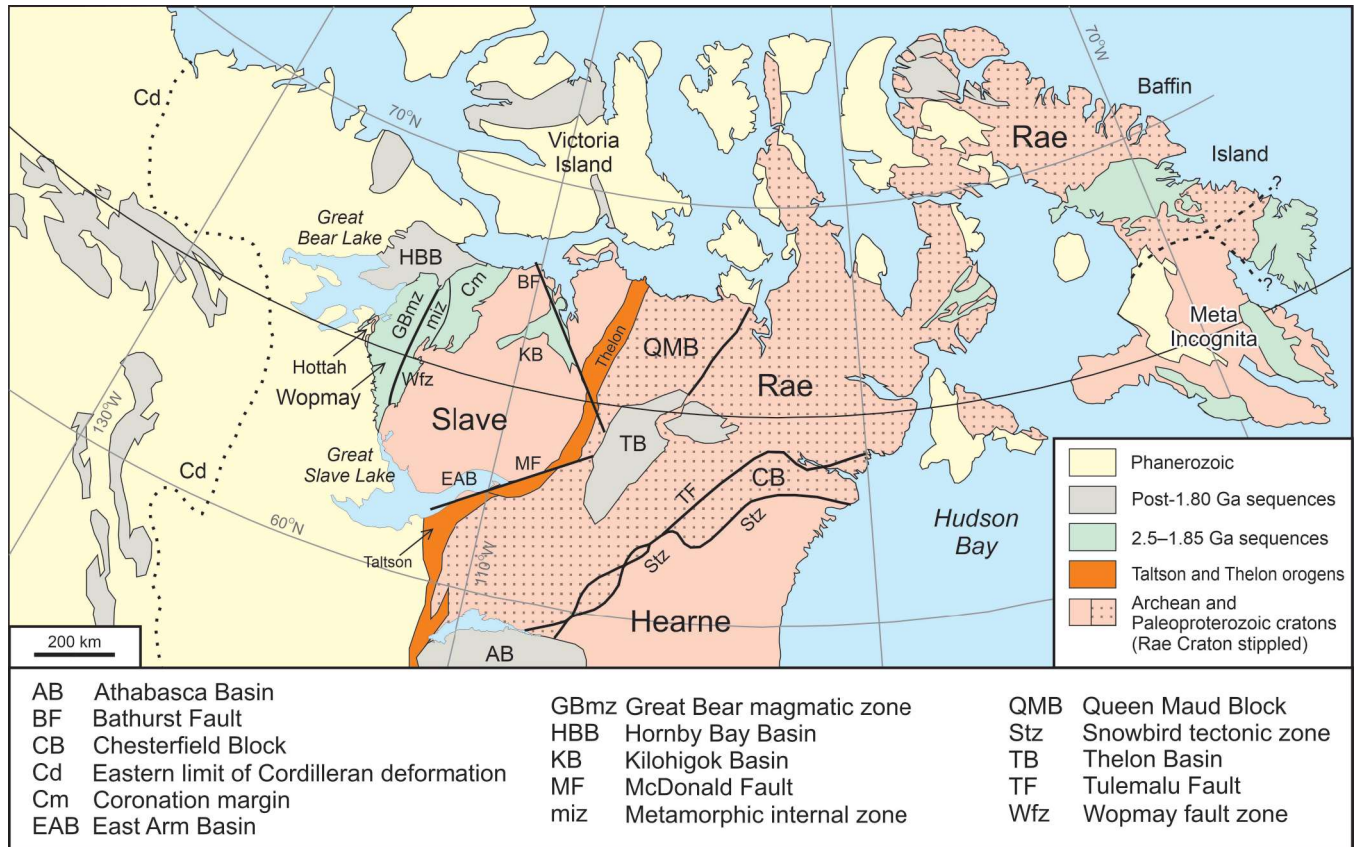 Cd
70°N
70°W
Baffin
Rae
Victoria
Island
Island
?
Great
Bear Lake
HBB
Cm
BF
GBmz
miz
Thelon
QMB
?
Meta
Incognita
Hottah
KB
Wopmay
Wfz
Rae
130°W
Slave
TB
Great
Slave Lake
MF
EAB
Cd
CB
TF
60°N
Stz
Hudson
Bay
Taltson
110°W
Stz
Hearne
AB
200 km
Phanerozoic
Post-1.80 Ga sequences
2.5–1.85 Ga sequences
Taltson and Thelon orogens
Archean and
Paleoproterozoic cratons
(Rae Craton stippled)
AB Athabasca Basin
BF Bathurst Fault
CB Chesterfield Block
Cd Eastern limit of Cordilleran deformation
Cm Coronation margin
EAB East Arm Basin
GBmz Great Bear magmatic zone
HBB Hornby Bay Basin
KB Kilohigok Basin
MF McDonald Fault
miz Metamorphic internal zone
QMB Queen Maud Block
Stz Snowbird tectonic zone
TB Thelon Basin
TF Tulemalu Fault
Wfz Wopmay fault zone